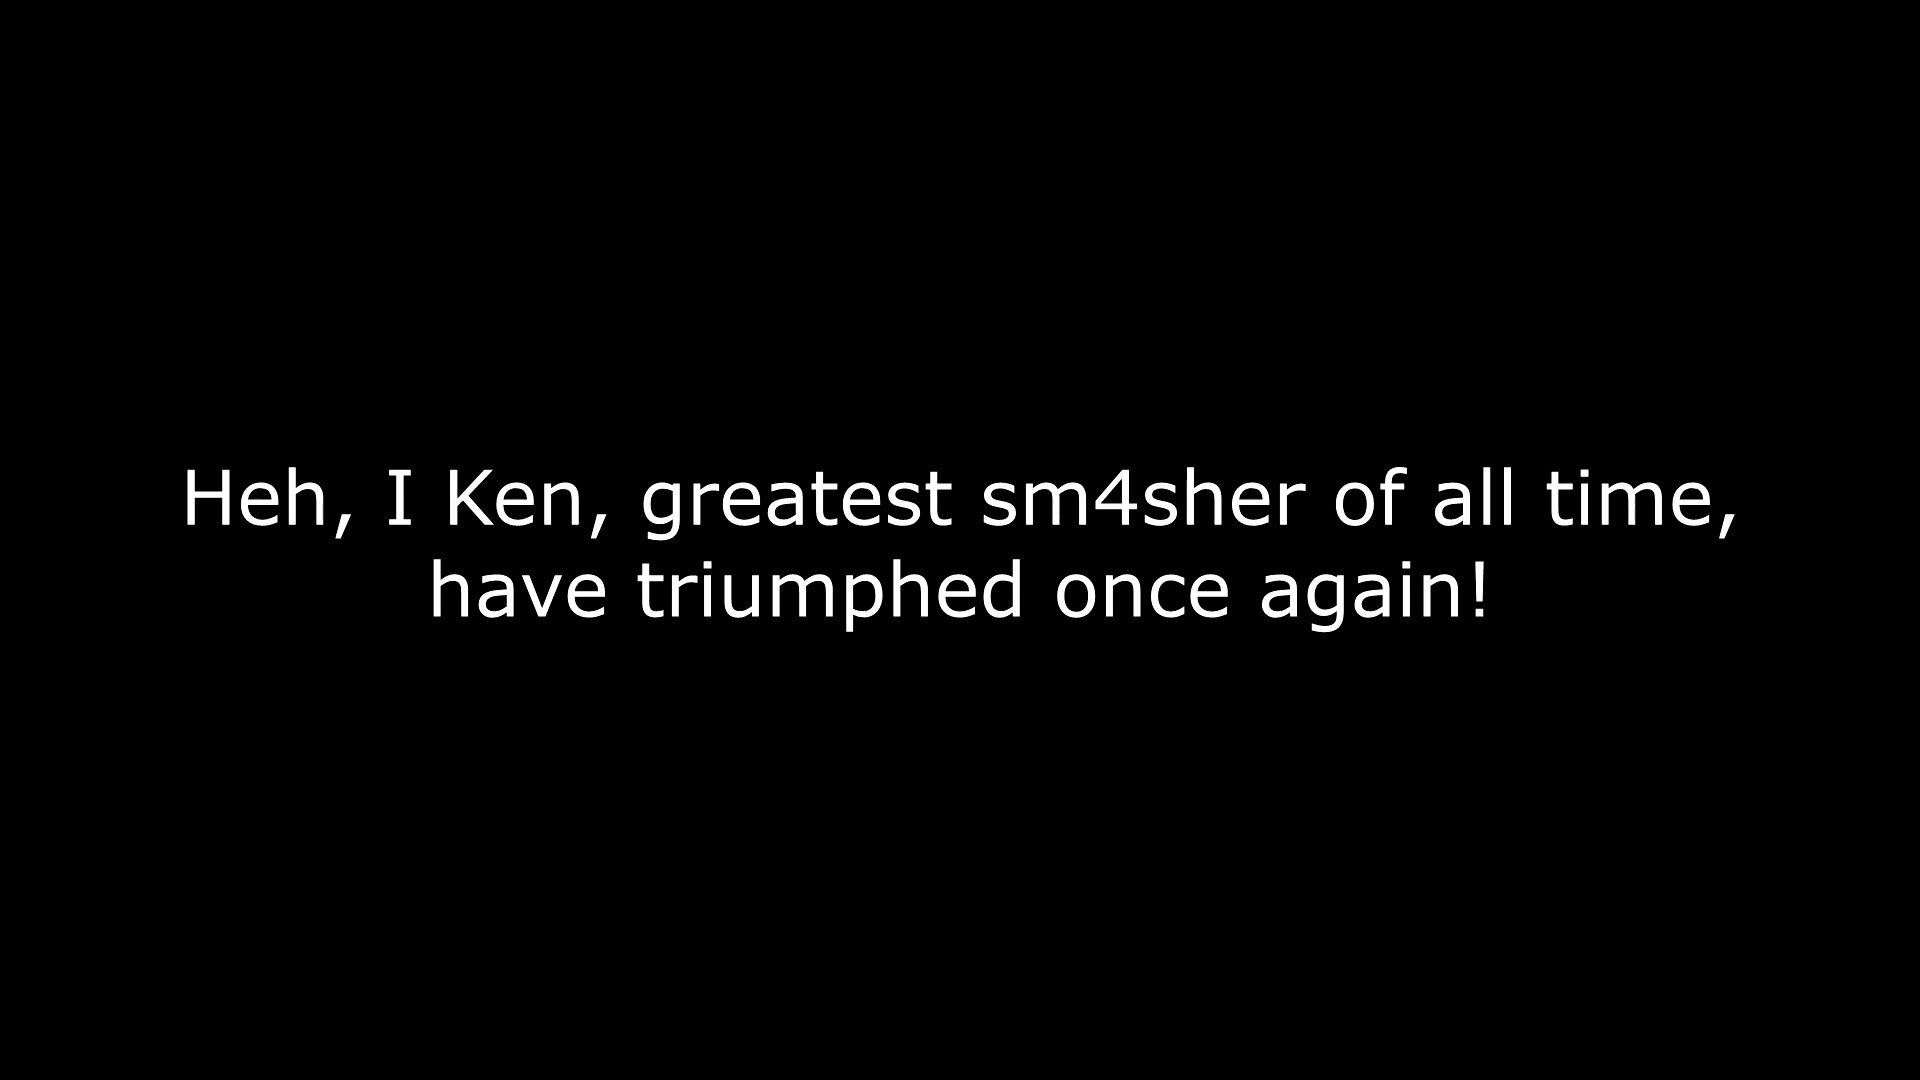 Heh, I Ken, greatest sm4sher of all time,
have triumphed once again!